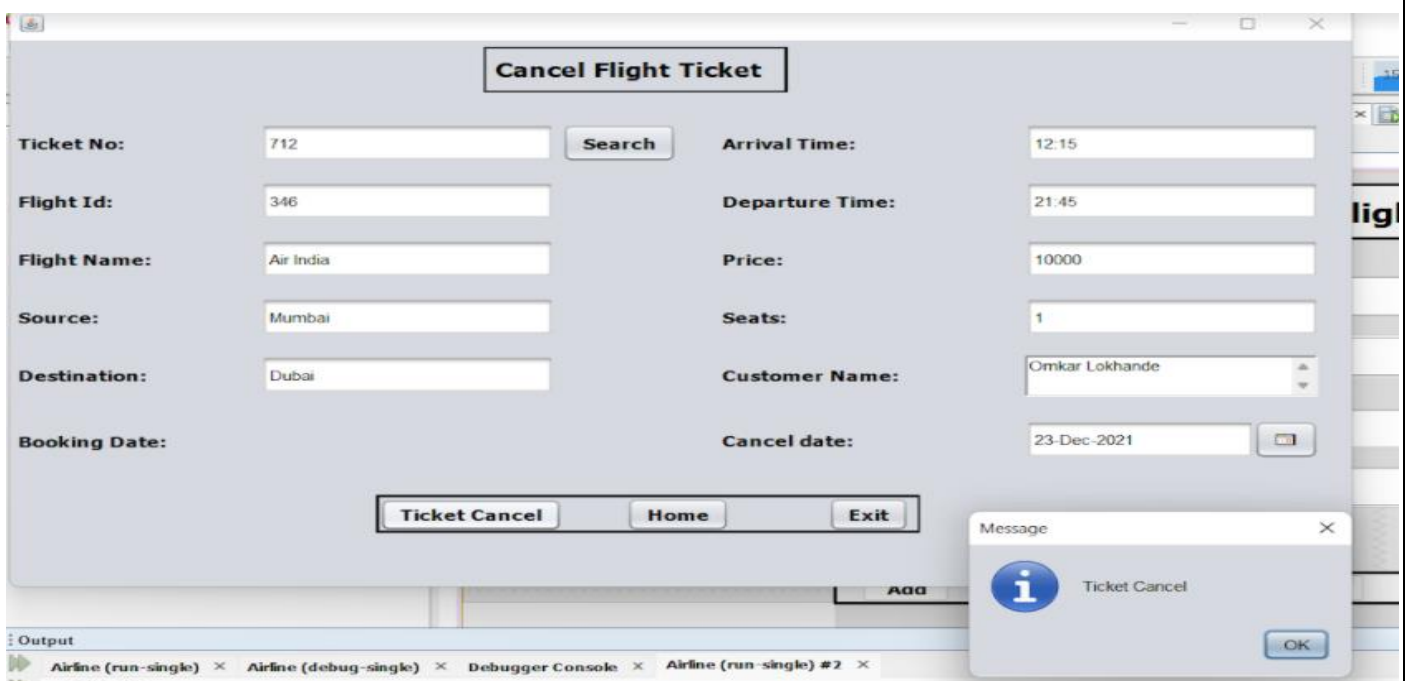 Cancel Flight Ticket
15
Ticket No: 712 Search Arrival Time: 12:15
Flight Id: 346 Departure Time: 21:45
Flight Name: Air India Price: 10000
Source: Mumbai Seats: 1
Destination: Dubai Customer Name: Omkar Lokhande
Booking Date: Cancel date: 23-Dec-2021
Ticket Cancel Home Exit
Message
Ticket Cancel
OK
Add
Output
Airline (run-single) Airline (debug-single) Debugger Console Airline (run-single) #2